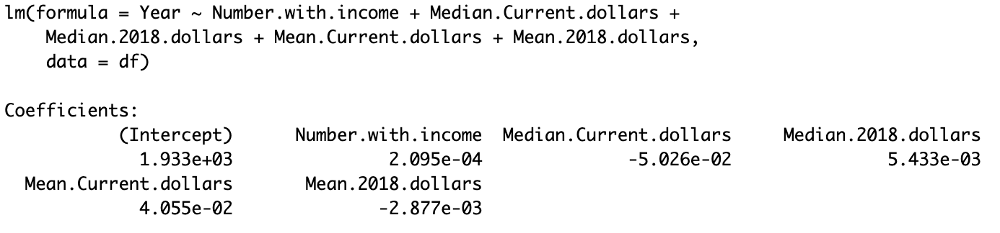 lm(formula = Year ~ Number.with.income + Median.Current.dollars +
    Median.2018.dollars + Mean.Current.dollars + Mean.2018.dollars,
    data = df)

Coefficients:
           (Intercept)      Number.with.income  Median.Current.dollars     Median.2018.dollars
             1.933e+03               2.095e-04              -5.026e-02               5.433e-03
  Mean.Current.dollars       Mean.2018.dollars
             4.055e-02              -2.877e-03